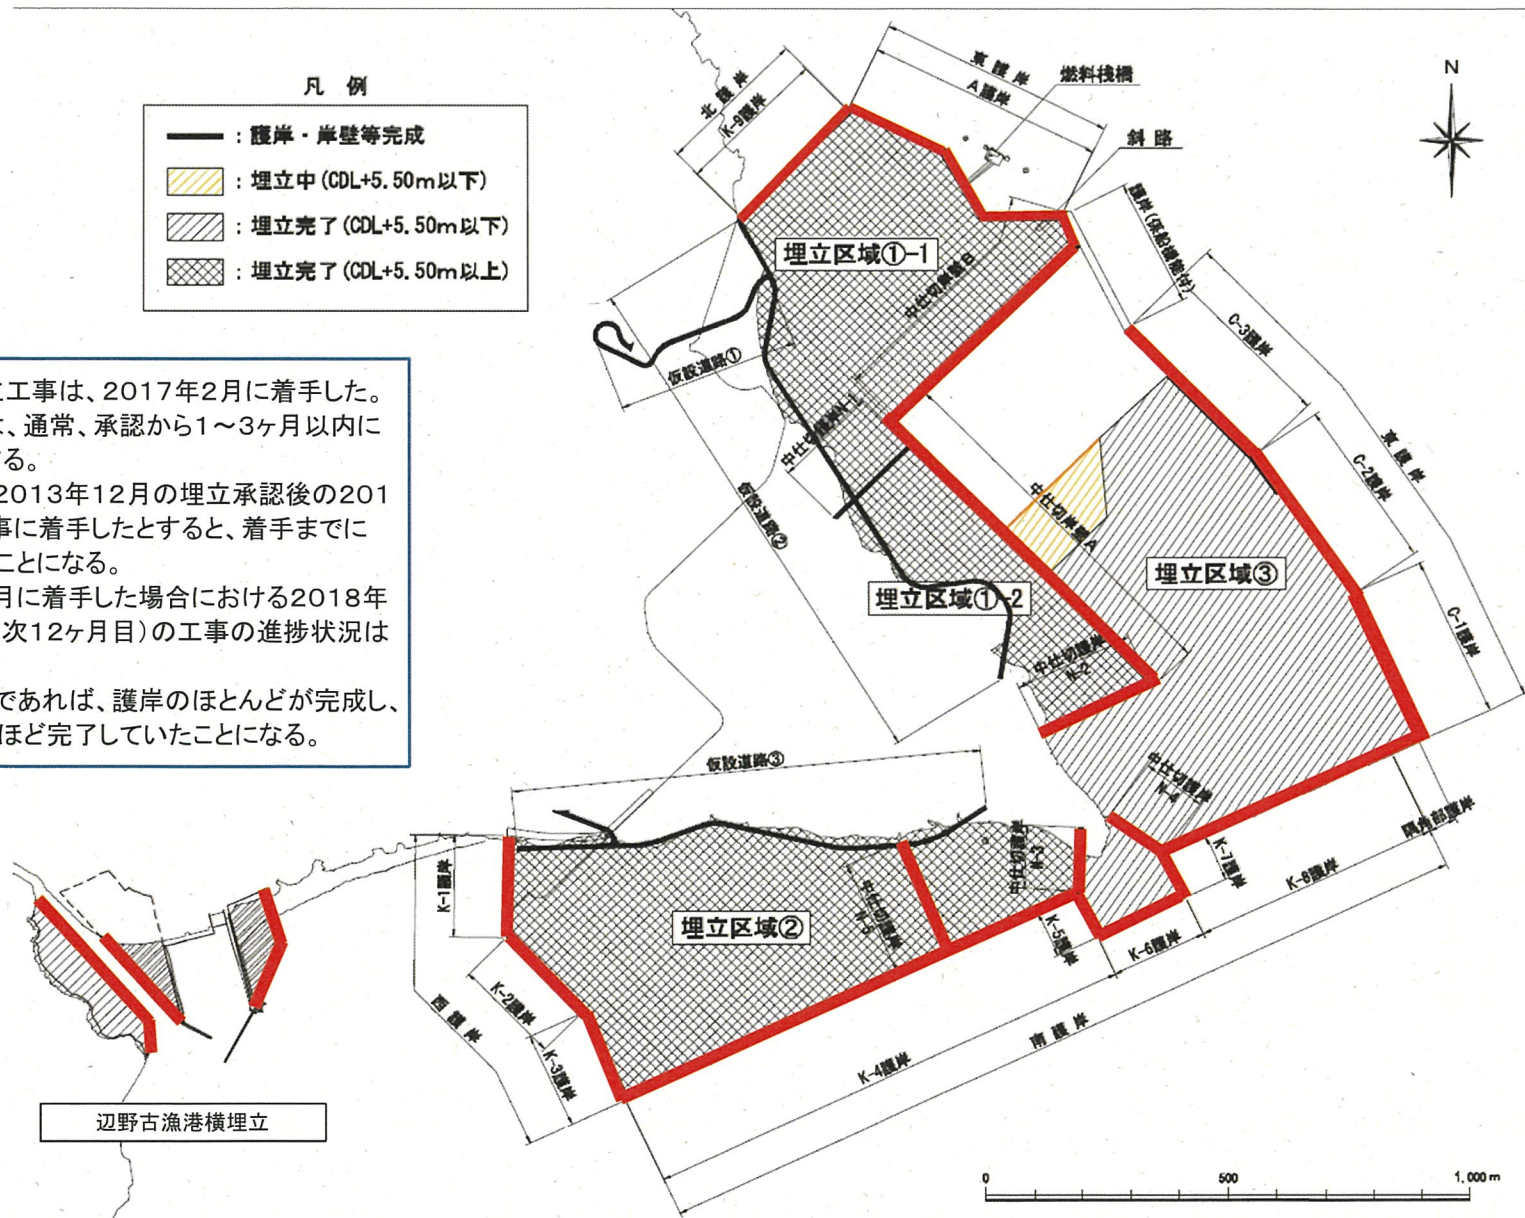 凡 例
: 護岸・岸壁等完成
: 埋立中(CDL+5.50m以下)
: 埋立完了(CDL+5.50m以下)
: 埋立完了(CDL+5.50m以上)
工事は、2017年2月に着手した。
、通常、承認から1～3ヶ月以内に
る。
2013年12月の埋立承認後の201
事に着手したとすると、着手までに
ことになる。
月に着手した場合における2018年
次12ヶ月目)の工事の進捗状況は
であれば、護岸のほとんどが完成し、
ほど完了していたことになる。
北護岸
K-9護岸
東護岸
A護岸
燃料桟橋
斜路
護岸(係船機能付)
N
埋立区域①-1
中仕切岸壁B
仮設道路①
中仕切護岸N-1
仮設道路②
C-3護岸
C-2護岸
東護岸
C-1護岸
中仕切岸壁A
埋立区域③
埋立区域①-2
中仕切護岸
N-2
仮設道路③
中仕切護岸
N-4
隅角部護岸
K-1護岸
中仕切護岸
N-5
中仕切護岸
N-3
K-7護岸
K-8護岸
埋立区域②
K-5護岸
K-6護岸
K-2護岸
西護岸
K-3護岸
K-4護岸
南護岸
辺野古漁港横埋立
0
500
1,000m